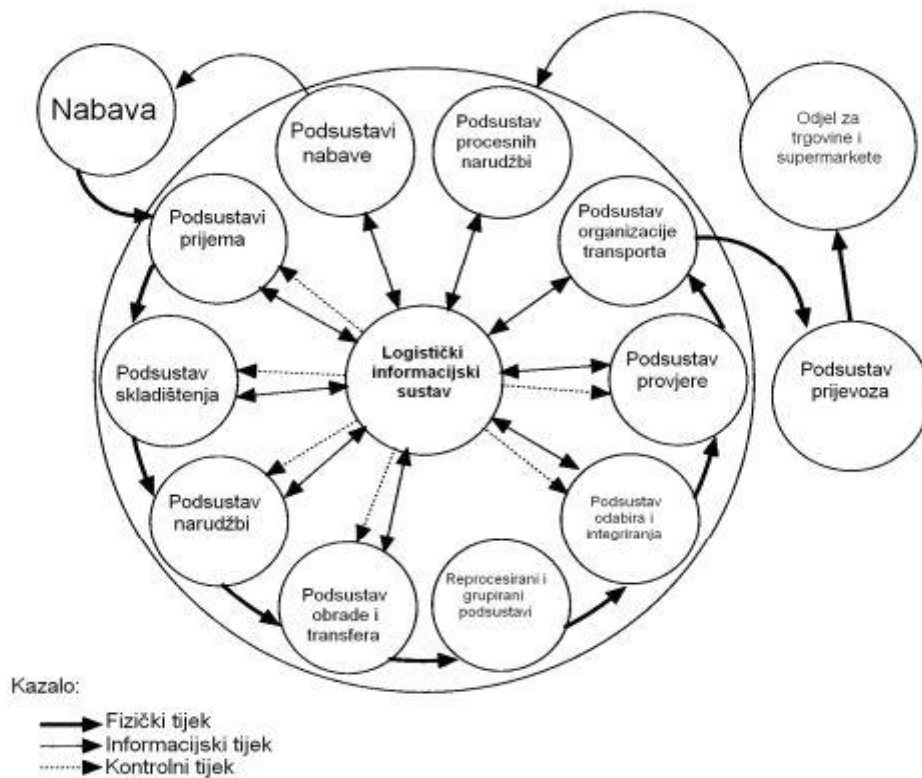 Nabava
Podsustavi
nabave
Podsustav
procesnih
narudžbi
Odjel za
trgovine i
supermarkete
Podsustavi
prijema
Podsustav
organizacije
transporta
Logistički
informacijski
sustav
Podsustav
skladištenja
Podsustav
provjere
Podsustav
prijevoza
Podsustav
narudžbi
Podsustav
odabira i
integriranja
Podsustav
obrade i
transfera
Reprocesirani i
grupirani
podsustavi
Kazalo:
Fizički tijek
Informacijski tijek
Kontrolni tijek